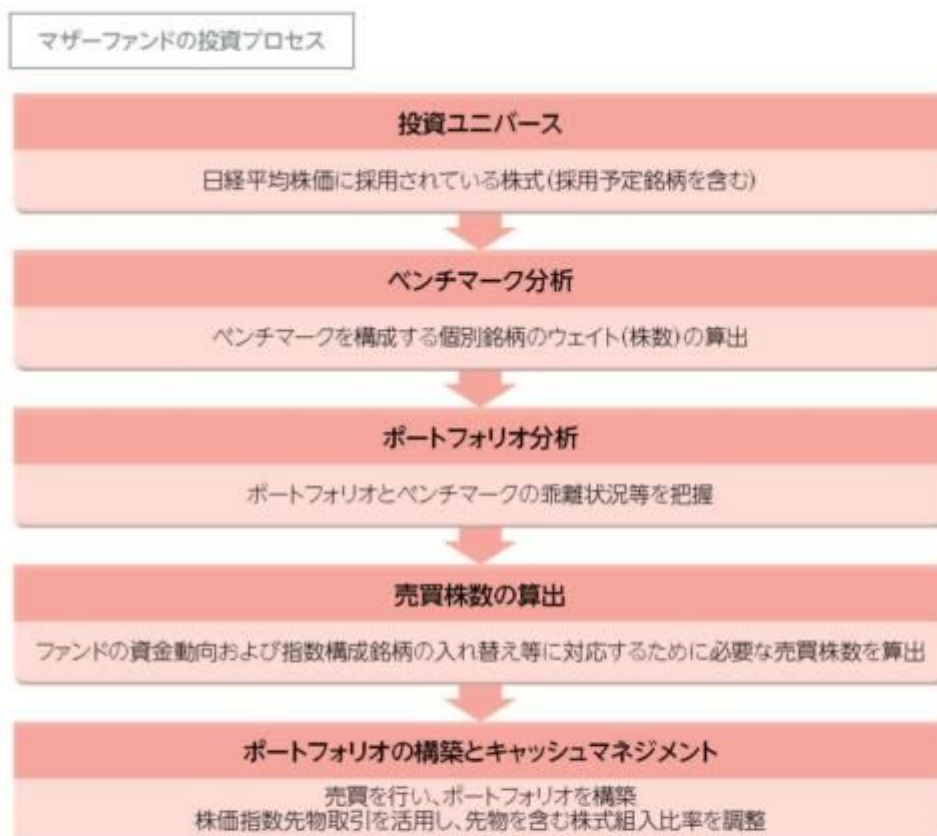 マザーファンドの投資プロセス
投資ユニバース
日経平均株価に採用されている株式(採用予定銘柄を含む)
ベンチマーク分析
ベンチマークを構成する個別銘柄のウェイト(株数)の算出
ポートフォリオ分析
ポートフォリオとベンチマークの乖離状況等を把握
売買株数の算出
ファンドの資金動向および指数構成銘柄の入れ替え等に対応するために必要な売買株数を算出
ポートフォリオの構築とキャッシュマネジメント
売買を行い、ポートフォリオを構築
株価指数先物取引を活用し、先物を含む株式組入比率を調整